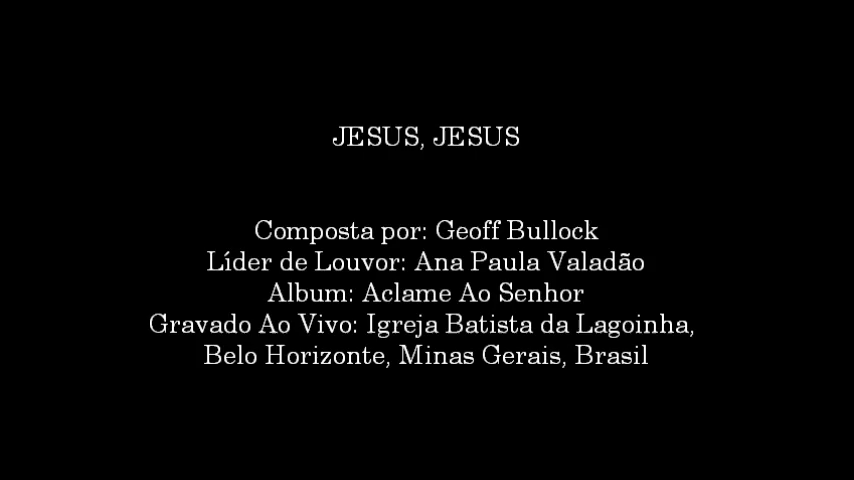 JESUS, JESUS
Composta por: Geoff Bullock
Líder de Louvor: Ana Paula Valadão
Album: Aclame Ao Senhor
Gravado Ao Vivo: Igreja Batista da Lagoinha,
Belo Horizonte, Minas Gerais, Brasil